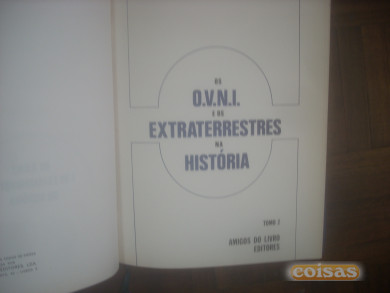 OS
O.V.N.I.
E OS
EXTRATERRESTRES
NA
HISTÓRIA
TOMO I
AMIGOS DO LIVRO
EDITORES
coisas